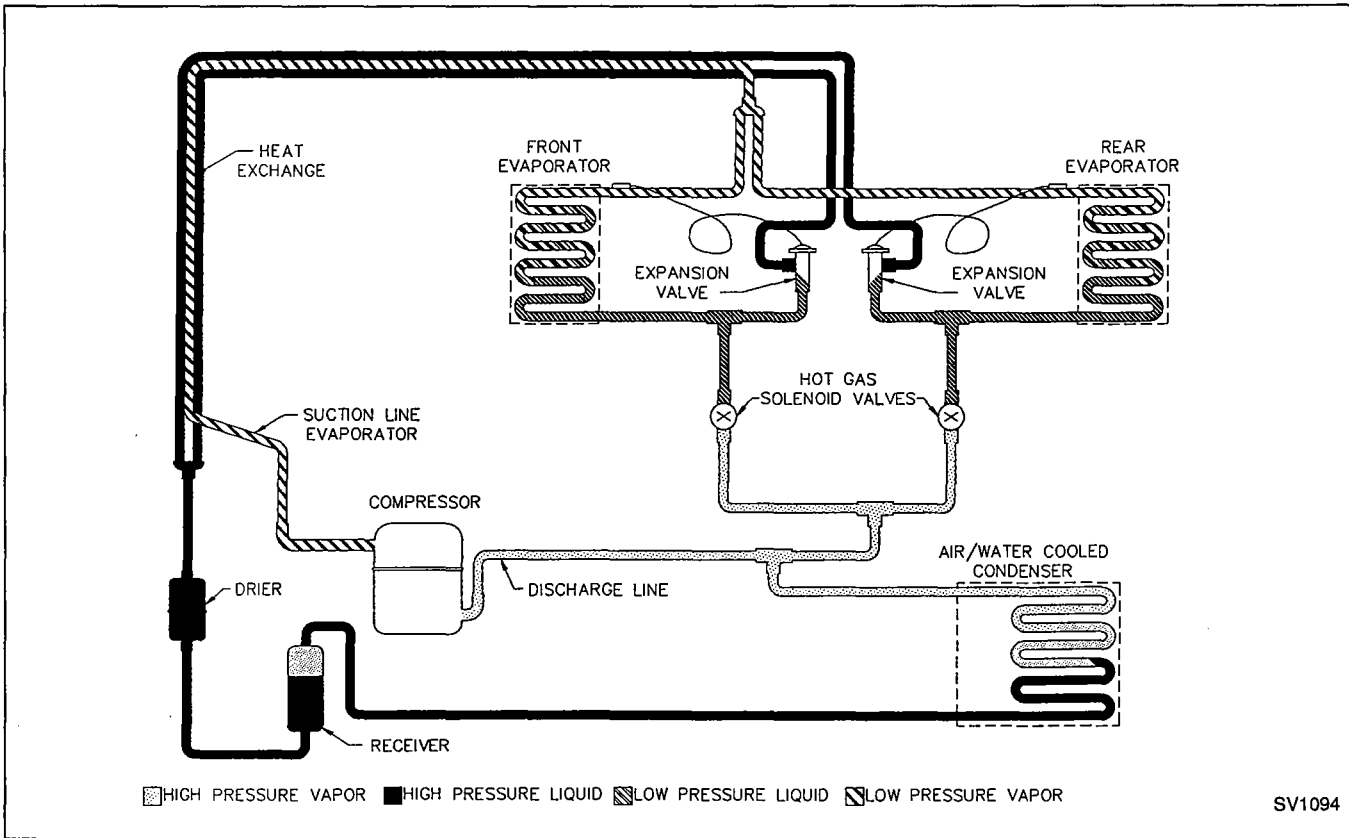 FRONT
EVAPORATOR
REAR
EVAPORATOR
HEAT
EXCHANGE
EXPANSION
VALVE
EXPANSION
VALVE
HOT GAS
SOLENOID VALVES
SUCTION LINE
EVAPORATOR
COMPRESSOR
AIR/WATER COOLED
CONDENSER
DRIER
DISCHARGE LINE
RECEIVER
HIGH PRESSURE VAPOR HIGH PRESSURE LIQUID LOW PRESSURE LIQUID LOW PRESSURE VAPOR
SV1094